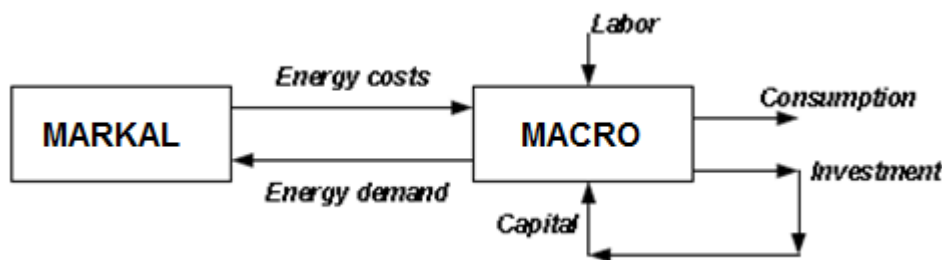 Labor
Energy costs
Consumption
MARKAL
MACRO
Investment
Energy demand
Capital